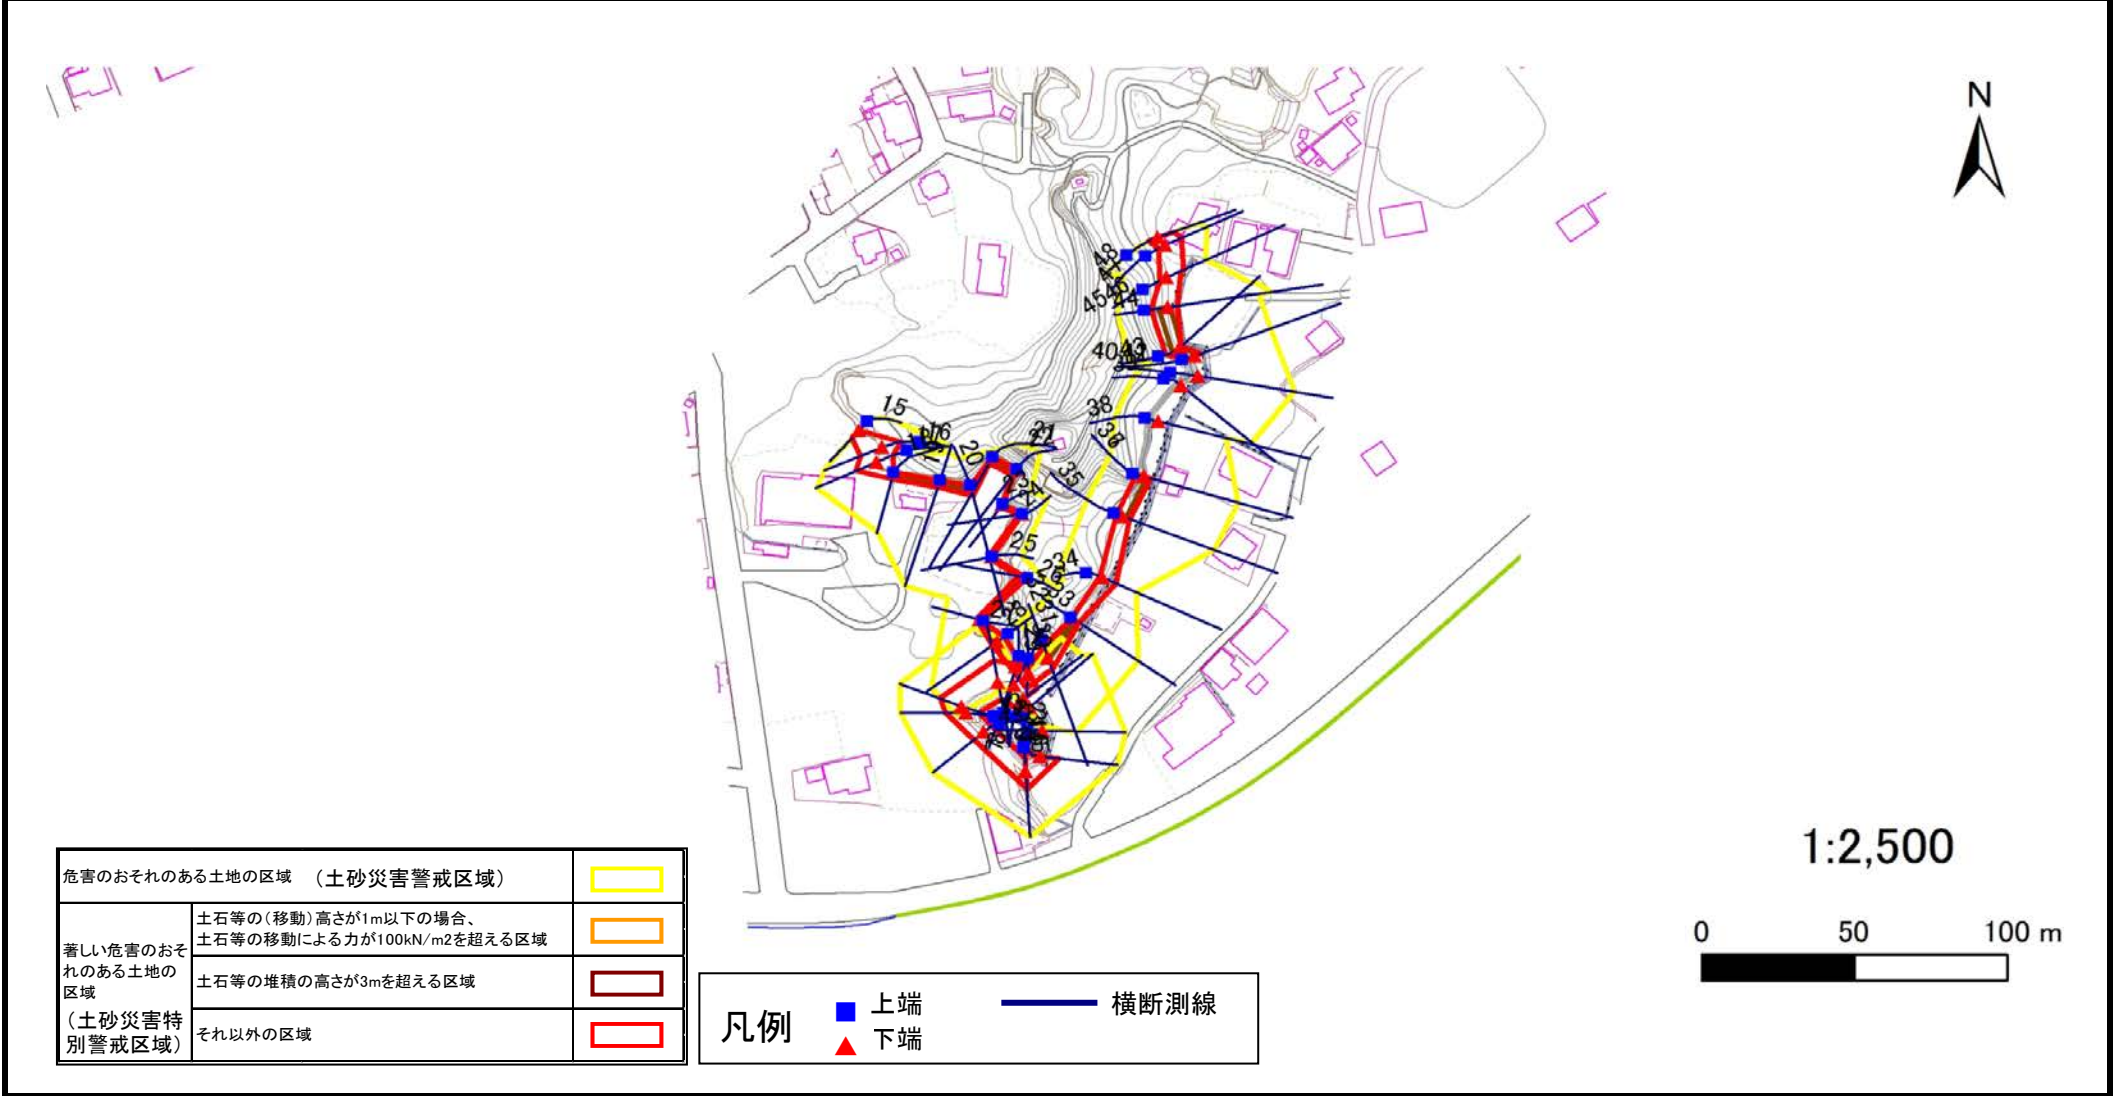 N
48
4546
44
4043
38
36
15
16
20
21
35
23
24
25
34
1:2,500
0 50 100 m
危害のおそれのある土地の区域 (土砂災害警戒区域)
著しい危害のおそ
れのある土地の
区域
(土砂災害特
別警戒区域)
土石等の(移動)高さが1m以下の場合、
土石等の移動による力が100kN/m2を超える区域
土石等の堆積の高さが3mを超える区域
それ以外の区域
凡例
上端
下端
横断測線